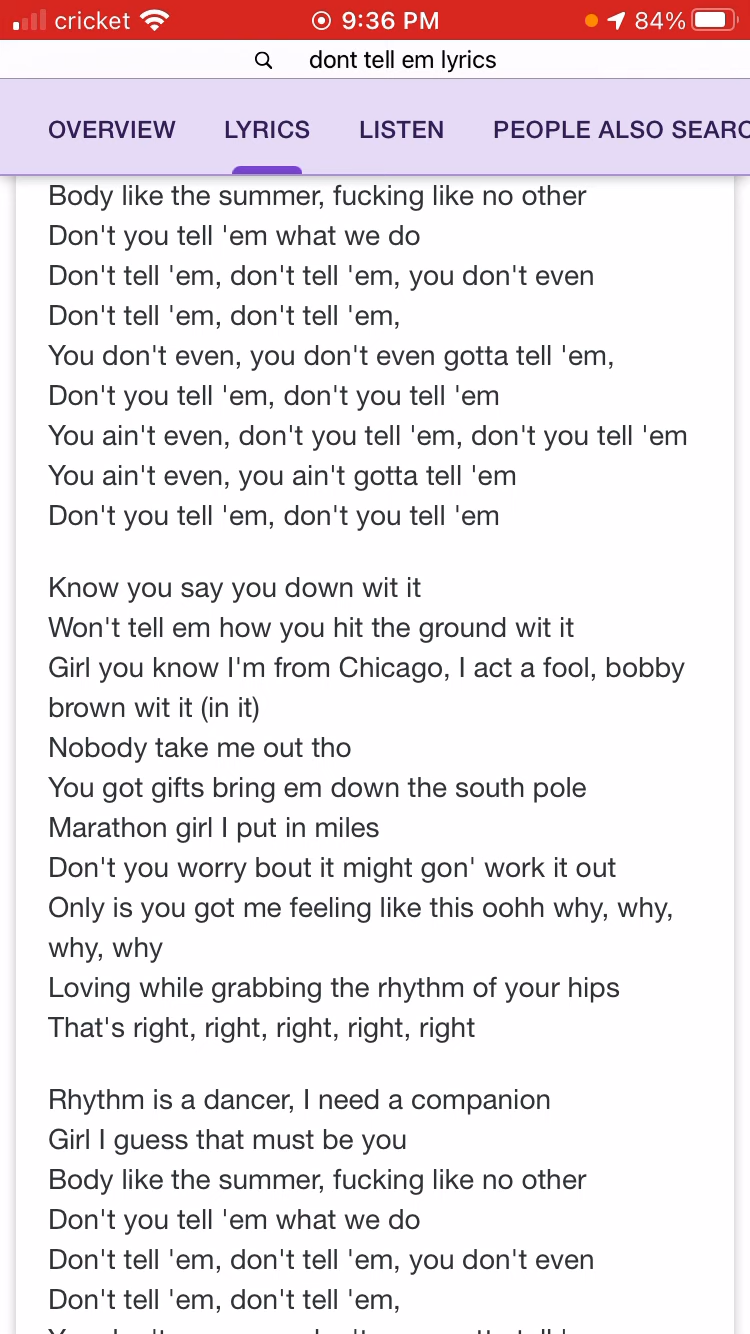 cricket 9:36 PM 84%
dont tell em lyrics
OVERVIEW LYRICS LISTEN PEOPLE ALSO SEARC
Body like the summer, fucking like no other
Don't you tell 'em what we do
Don't tell 'em, don't tell 'em, you don't even
Don't tell 'em, don't tell 'em,
You don't even, you don't even gotta tell 'em,
Don't you tell 'em, don't you tell 'em
You ain't even, don't you tell 'em, don't you tell 'em
You ain't even, you ain't gotta tell 'em
Don't you tell 'em, don't you tell 'em
Know you say you down wit it
Won't tell em how you hit the ground wit it
Girl you know I'm from Chicago, I act a fool, bobby
brown wit it (in it)
Nobody take me out tho
You got gifts bring em down the south pole
Marathon girl I put in miles
Don't you worry bout it might gon' work it out
Only is you got me feeling like this oohh why, why,
why, why
Loving while grabbing the rhythm of your hips
That's right, right, right, right, right
Rhythm is a dancer, I need a companion
Girl I guess that must be you
Body like the summer, fucking like no other
Don't you tell 'em what we do
Don't tell 'em, don't tell 'em, you don't even
Don't tell 'em, don't tell 'em,